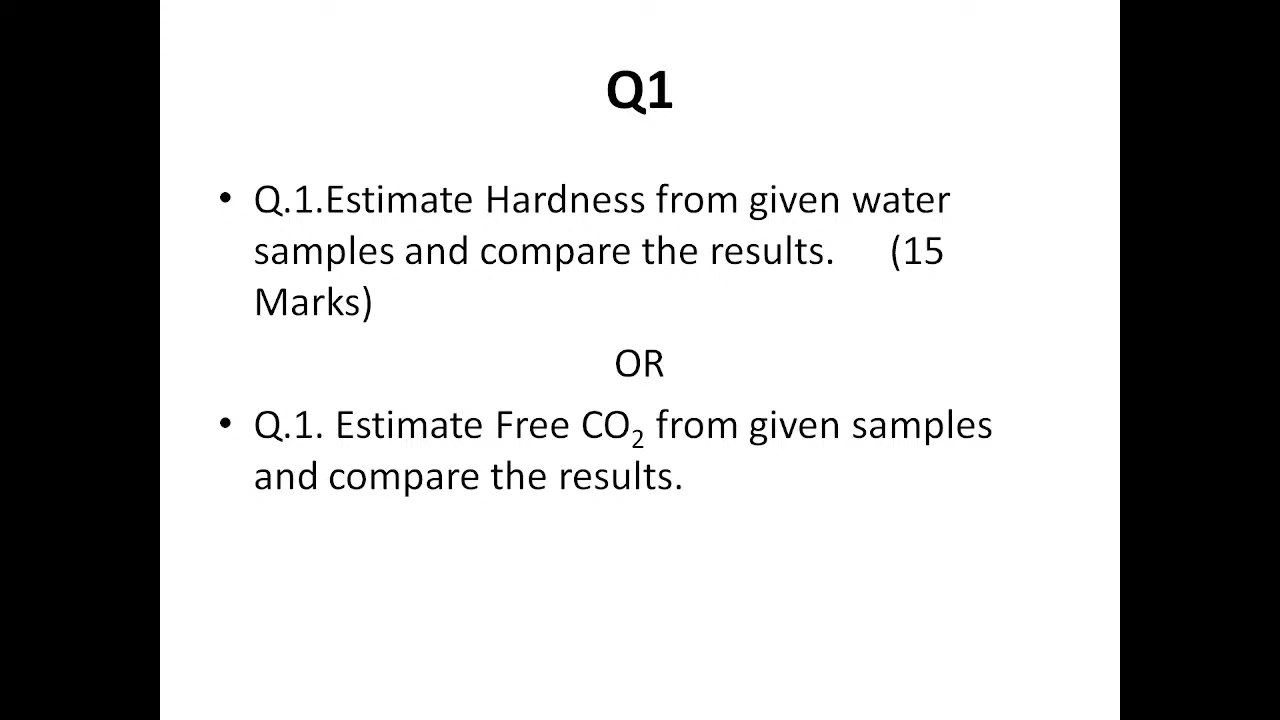 Q1
• Q.1.Estimate Hardness from given water
samples and compare the results. (15
Marks)
OR
• Q.1. Estimate Free CO₂ from given samples
and compare the results.